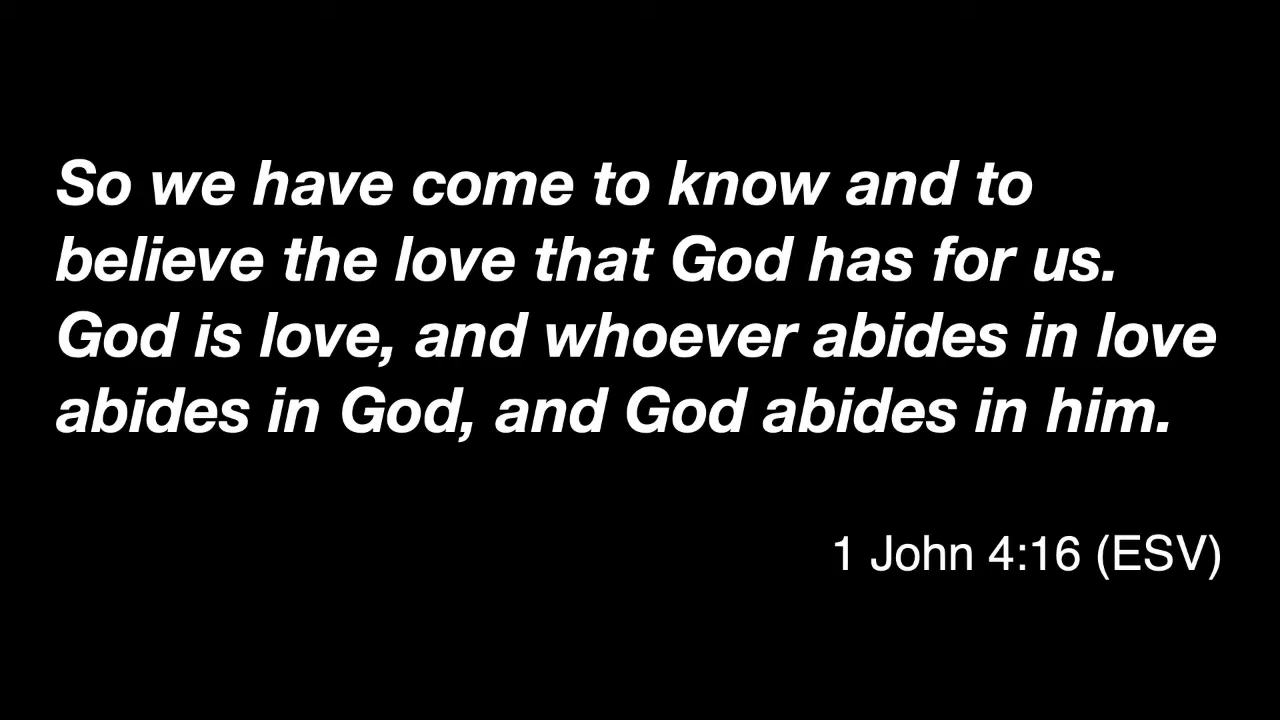 So we have come to know and to
believe the love that God has for us.
God is love, and whoever abides in love
abides in God, and God abides in him.
1 John 4:16 (ESV)